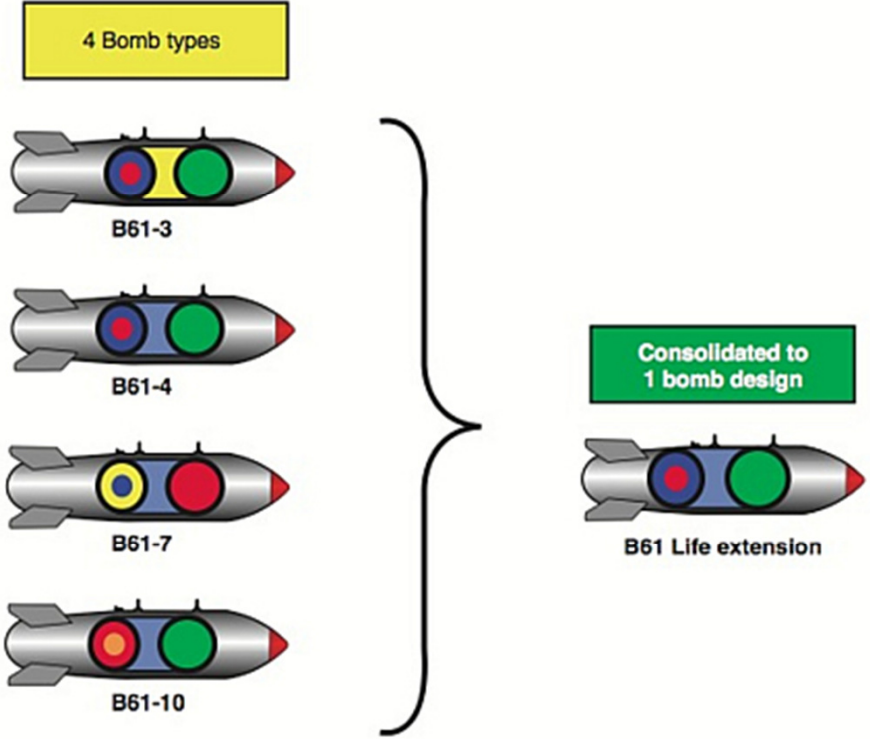 4 Bomb types
B61-3
B61-4
B61-7
B61-10
Consolidated to
1 bomb design
B61 Life extension